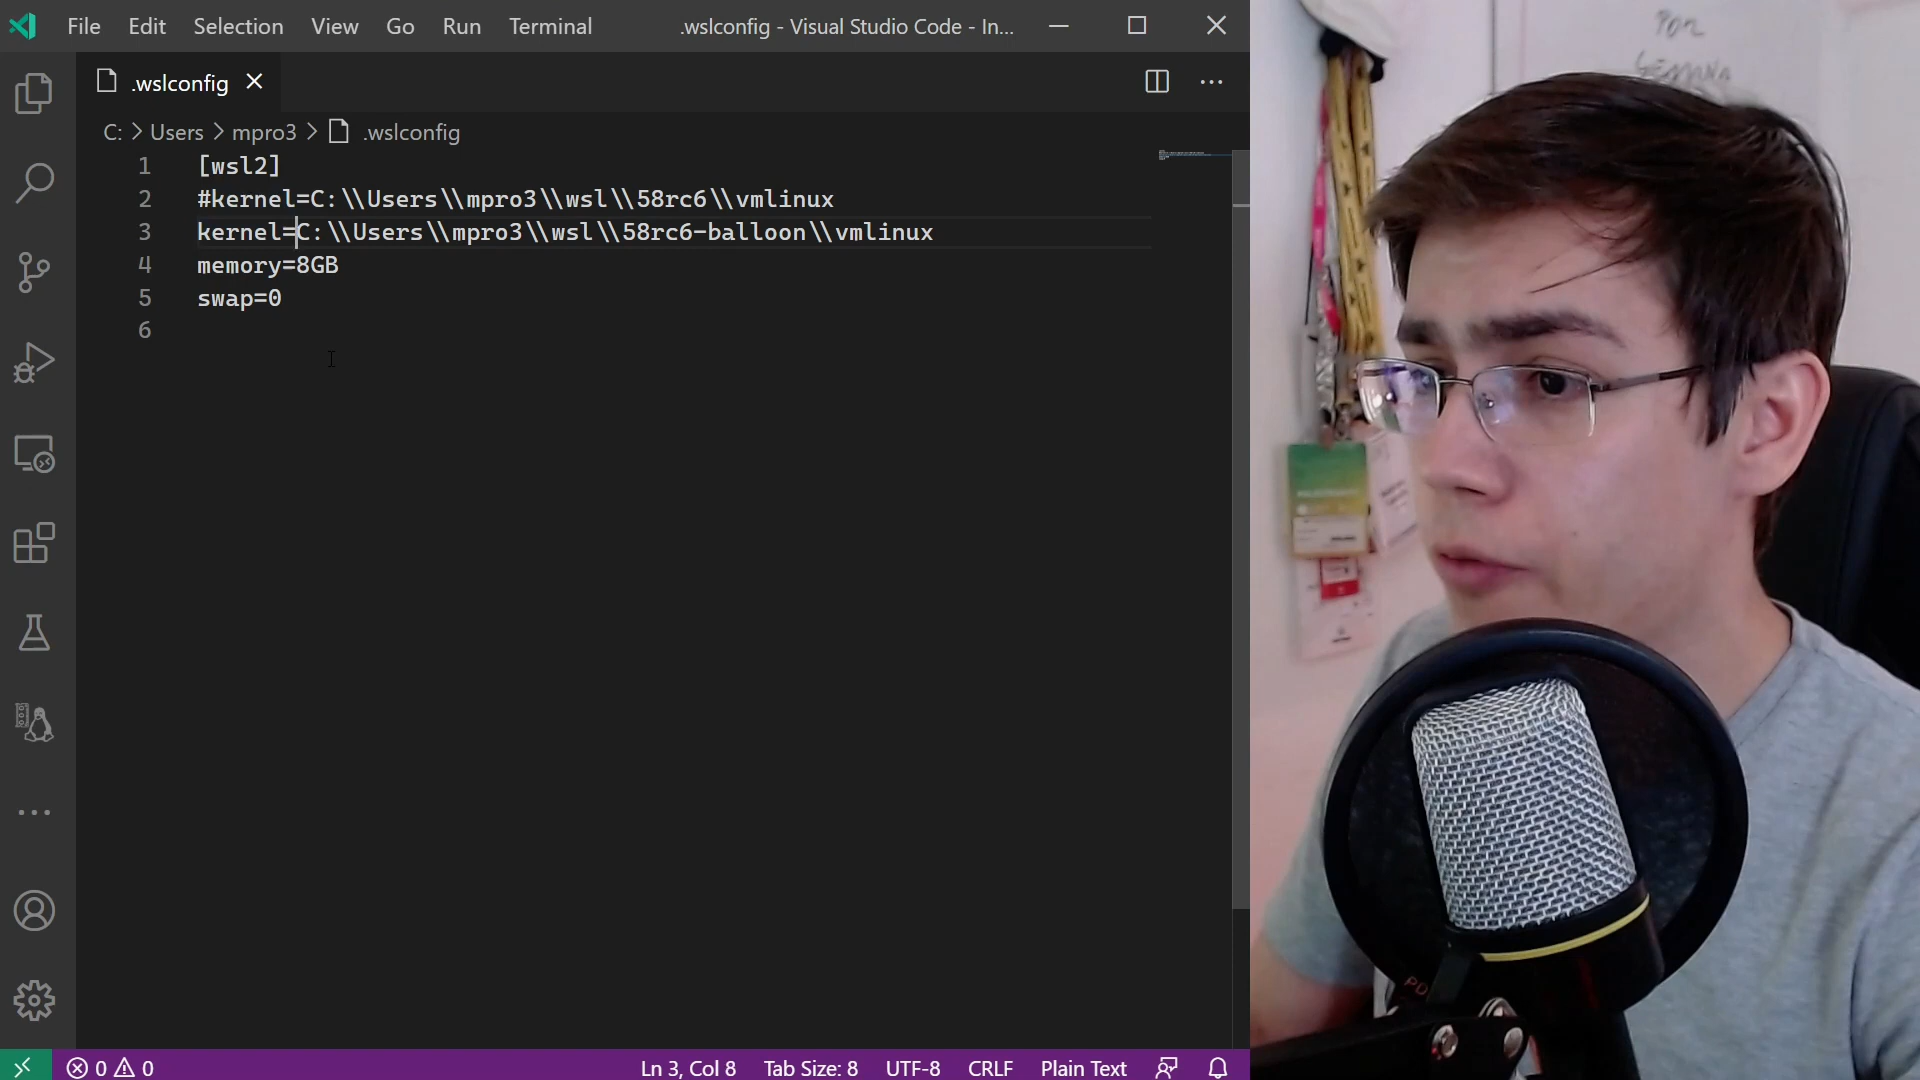 File Edit Selection View Go Run Terminal .wslconfig - Visual Studio Code - In...
.wslconfig
C: > Users > mpro3 > .wslconfig
1 [wsl2]
2 #kernel=C:\\Users\\mpro3\\wsl\\58rc6\\vmlinux
3 kernel=C:\\Users\\mpro3\\wsl\\58rc6-balloon\\vmlinux
4 memory=8GB
5 swap=0
6
0 0 Ln 3, Col 8 Tab Size: 8 UTF-8 CRLF Plain Text
POR